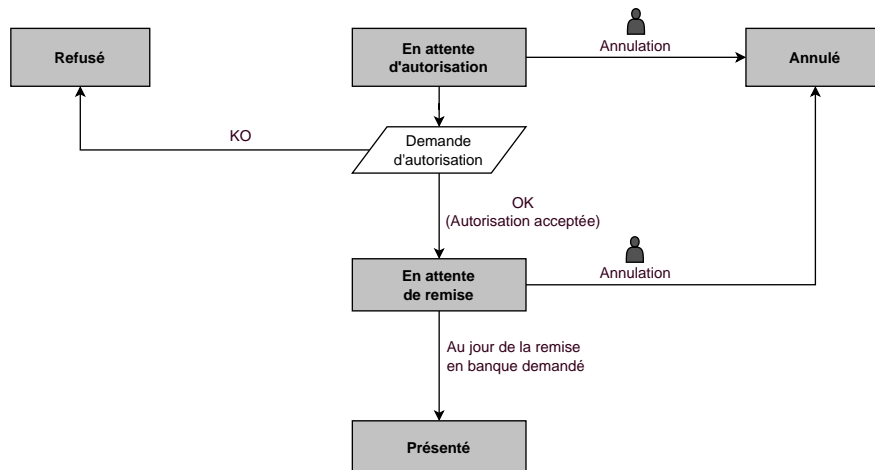 Refusé
En attente
d'autorisation
Annulation
Annulé
KO
Demande
d'autorisation
OK
(Autorisation acceptée)
En attente
de remise
Annulation
Au jour de la remise
en banque demandé
Présenté